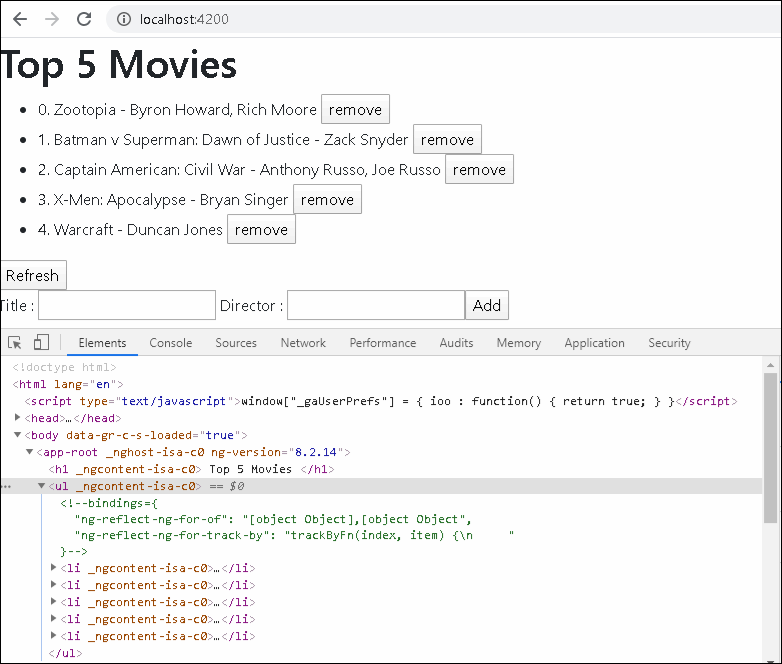 localhost:4200
Top 5 Movies
0. Zootopia - Byron Howard, Rich Moore remove
1. Batman v Superman: Dawn of Justice - Zack Snyder remove
2. Captain American: Civil War - Anthony Russo, Joe Russo remove
3. X-Men: Apocalypse - Bryan Singer remove
4. Warcraft - Duncan Jones remove
Refresh
Title : Director : Add
Elements Console Sources Network Performance Audits Memory Application Security
<!doctype html>
<html lang="en">
<script type="text/javascript">window["_gaUserPrefs"] = { ioo : function() { return true; } }</script>
<head>…</head>
<body data-gr-c-s-loaded="true">
<app-root _nghost-isa-c0 ng-version="8.2.14">
<h1 _ngcontent-isa-c0> Top 5 Movies </h1>
… <ul _ngcontent-isa-c0> == $0
<!--bindings={
"ng-reflect-ng-for-of": "[object Object],[object Object",
"ng-reflect-ng-for-track-by": "trackByFn(index, item) {\n "
}-->
<li _ngcontent-isa-c0>…</li>
<li _ngcontent-isa-c0>…</li>
<li _ngcontent-isa-c0>…</li>
<li _ngcontent-isa-c0>…</li>
<li _ngcontent-isa-c0>…</li>
</ul>